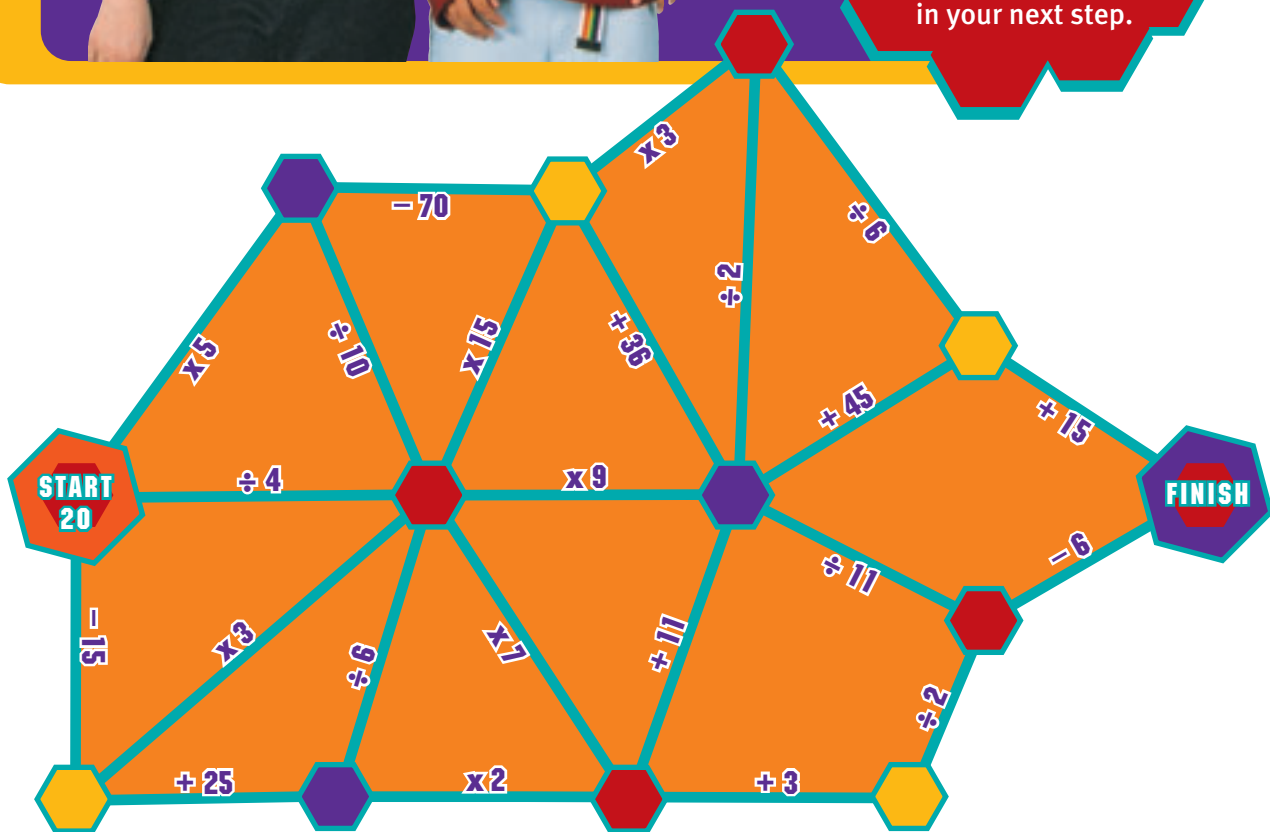 in your next step.
x 3
– 70
÷ 6
÷ 2
x 5
÷ 10
x 15
+ 36
+ 45
+ 15
START
20
÷ 4
x 9
FINISH
÷ 11
– 6
– 15
x 3
÷ 6
x 7
+ 11
÷ 2
+ 25
x 2
+ 3